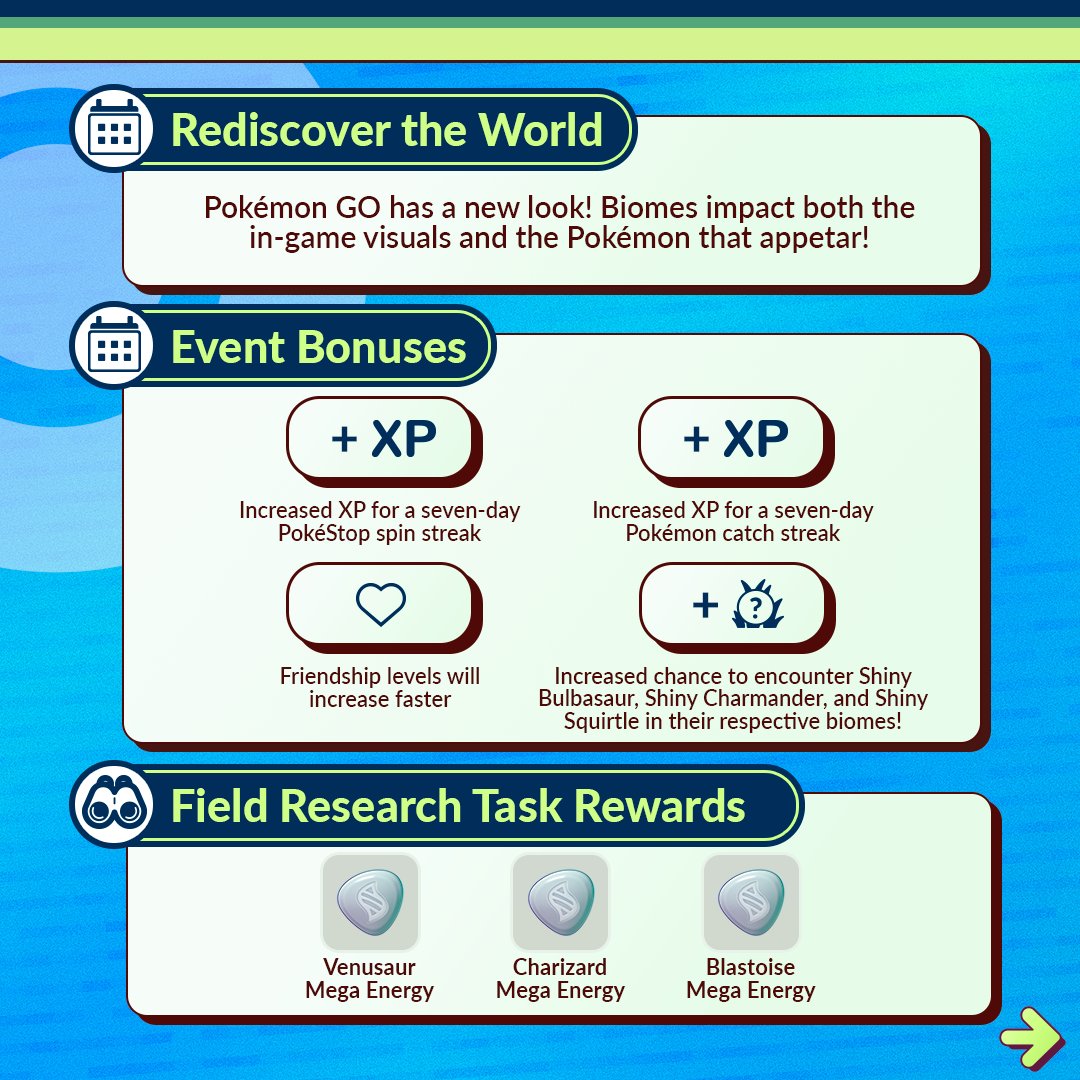 Rediscover the World
Pokémon GO has a new look! Biomes impact both the
in-game visuals and the Pokémon that appetar!
Event Bonuses
+ XP
+ XP
Increased XP for a seven-day
PokéStop spin streak
Increased XP for a seven-day
Pokémon catch streak
+ ?
Friendship levels will
increase faster
Increased chance to encounter Shiny
Bulbasaur, Shiny Charmander, and Shiny
Squirtle in their respective biomes!
Field Research Task Rewards
Venusaur
Mega Energy
Charizard
Mega Energy
Blastoise
Mega Energy